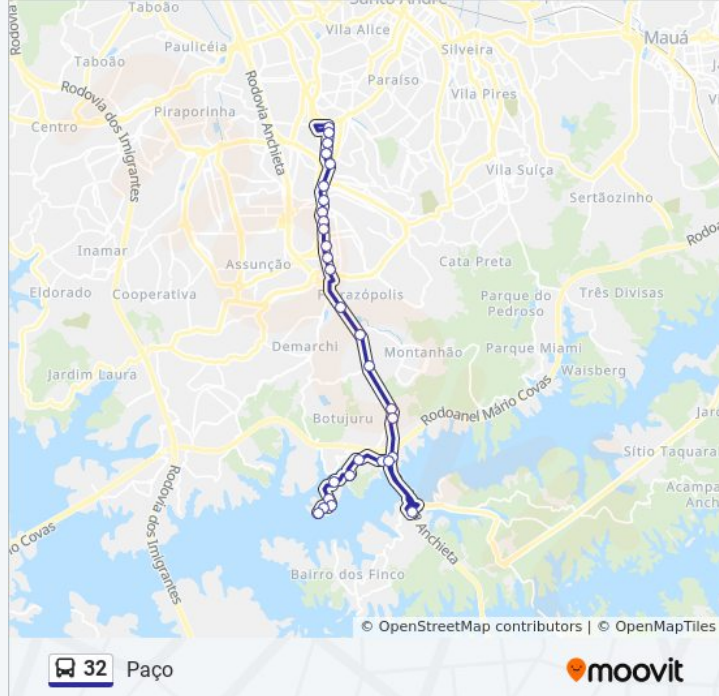 Taboão
Santo André
Vila Alice
Paulicéia
Silveira
Mauá
Taboão
Paraíso
Rodovia dos Imigrantes
Rodovia Anchieta
Vila Pires
Piraporinha
Centro
Vila Suíça
Sertãozinho
Inamar
Assunção
Cata Preta
Eldorado
Cooperativa
Parque do
Pedroso
Três Divisas
Demarchi
Montanhão
Parque Miami
Waisberg
Jardim Laura
Botujuru
Rodoanel Mário Covas
Sítio Taquara
Acampa
Rodovia dos Imigrantes
Anchieta
Bairro dos Finco
© OpenStreetMap contributors | © OpenMapTiles
32 Paço
moovit